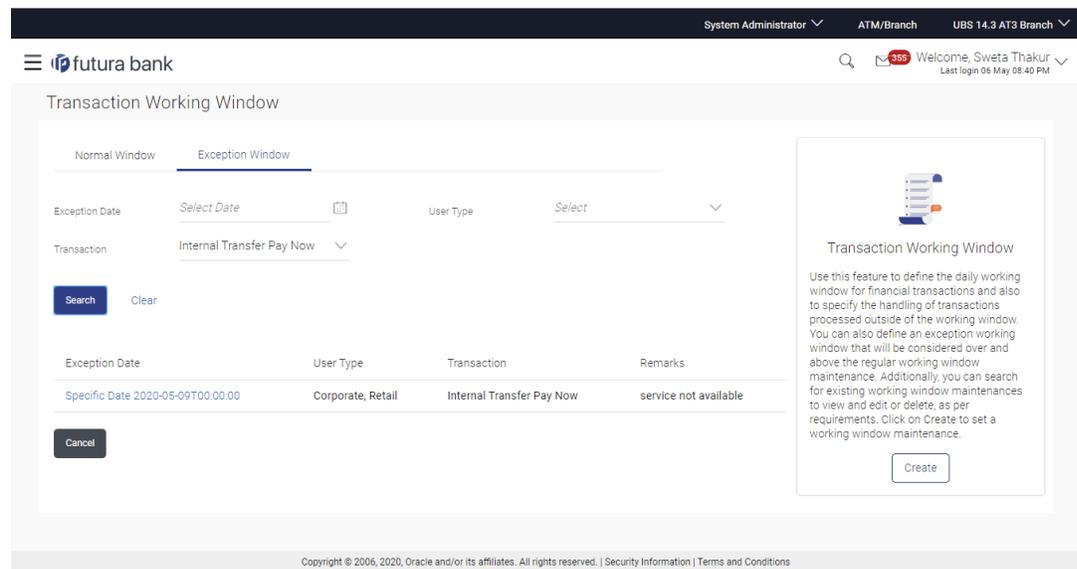 System Administrator ATM/Branch UBS 14.3 AT3 Branch
futura bank
355
Welcome, Sweta Thakur
Last login 06 May 08:40 PM
Transaction Working Window
Normal Window Exception Window
Exception Date Select Date User Type Select
Transaction Internal Transfer Pay Now
Search Clear
Exception Date User Type Transaction Remarks
Specific Date 2020-05-09T00:00:00 Corporate, Retail Internal Transfer Pay Now service not available
Cancel
Transaction Working Window
Use this feature to define the daily working
window for financial transactions and also
to specify the handling of transactions
processed outside of the working window.
You can also define an exception working
window that will be considered over and
above the regular working window
maintenance. Additionally, you can search
for existing working window maintenances
to view and edit or delete, as per
requirements. Click on Create to set a
working window maintenance.
Create
Copyright © 2006, 2020, Oracle and/or its affiliates. All rights reserved. | Security Information | Terms and Conditions